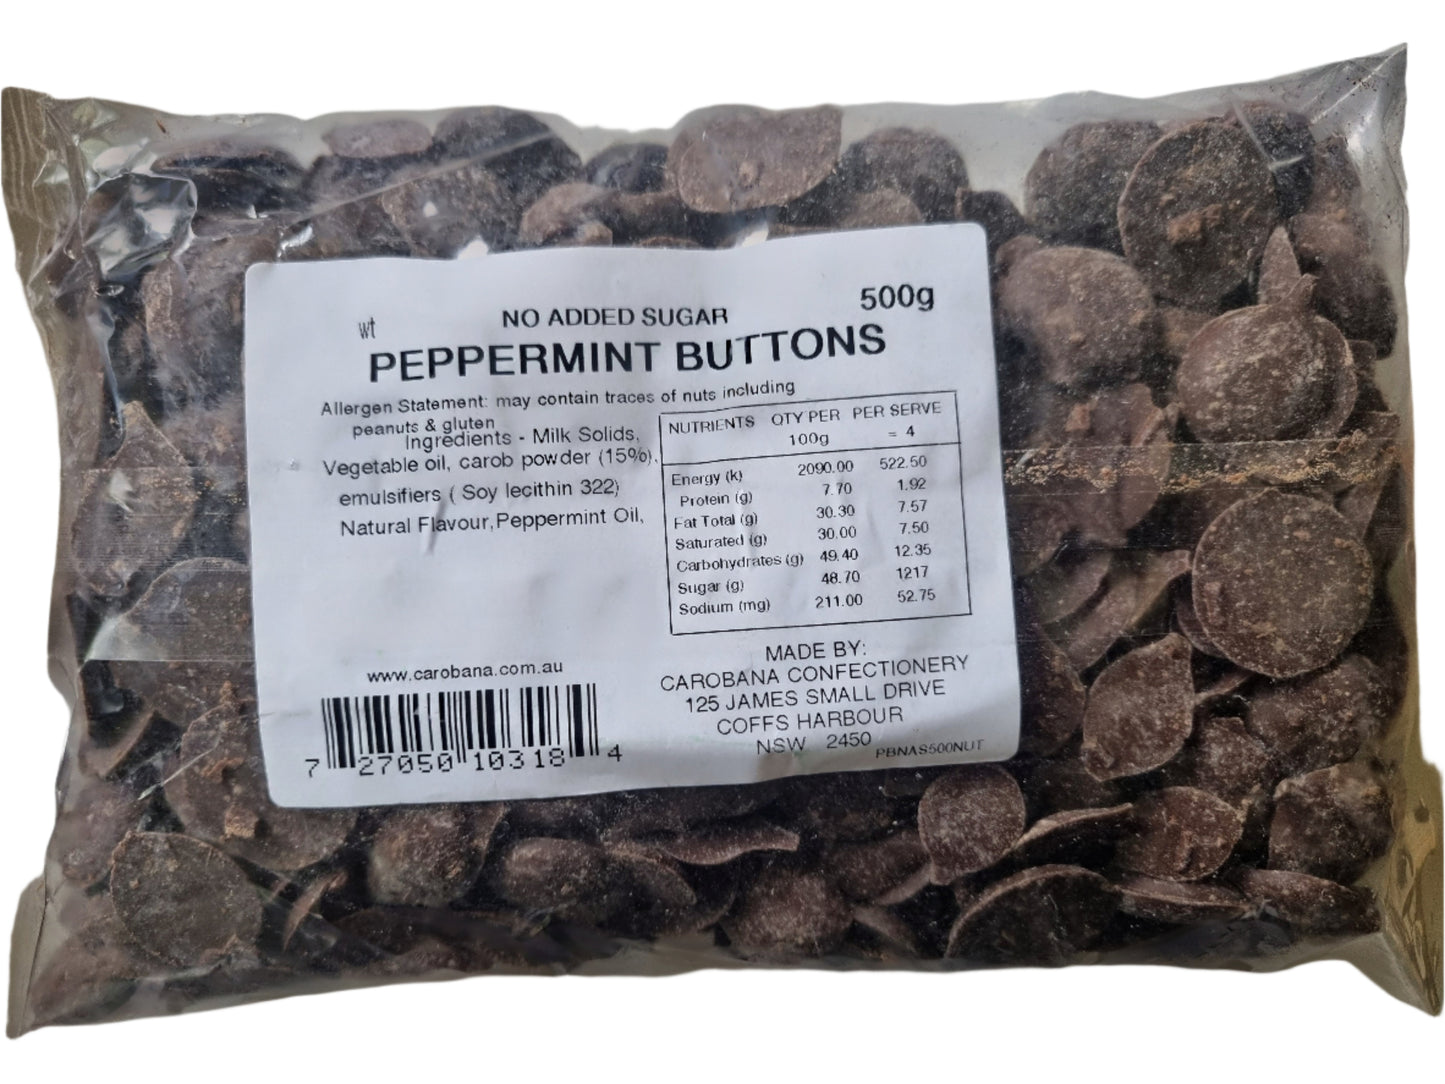 500g
wt
NO ADDED SUGAR
PEPPERMINT BUTTONS
Allergen Statement: may contain traces of nuts including
peanuts & gluten
Ingredients - Milk Solids,
Vegetable oil, carob powder (15%),
emulsifiers ( Soy lecithin 322)
Natural Flavour, Peppermint Oil,
NUTRIENTS QTY PER PER SERVE
100g = 4
Energy (k) 2090.00 522.50
Protein (g) 7.70 1.92
Fat Total (g) 30.30 7.57
Saturated (g) 30.00 7.50
Carbohydrates (g) 49.40 12.35
Sugar (g) 48.70 1217
Sodium (mg) 211.00 52.75
www.carobana.com.au
7 27050 10318 4
MADE BY:
CAROBANA CONFECTIONERY
125 JAMES SMALL DRIVE
COFFS HARBOUR
NSW 2450
PBNAS500NUT